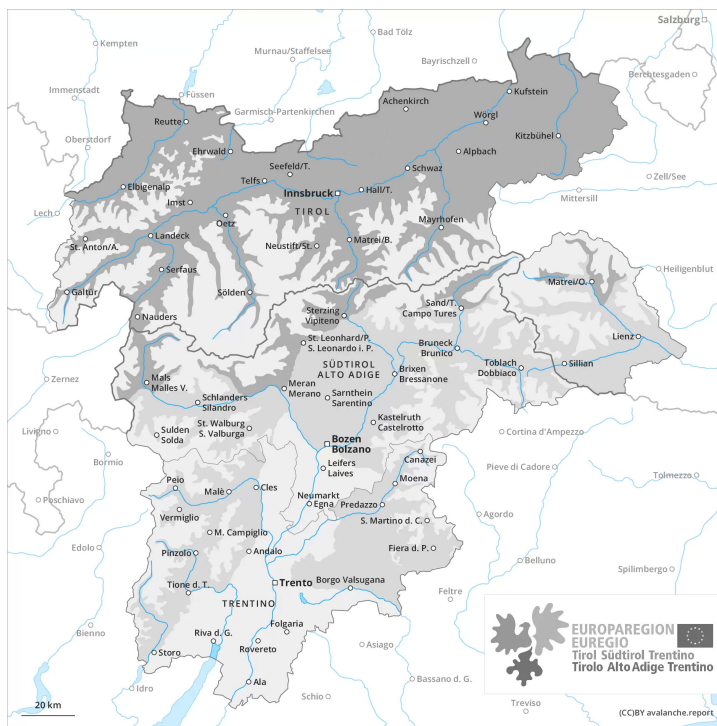 Salzburg
Kempten
Bad Tölz
Murnau/Staffelsee
Bayrischzell
Berchtesgaden
Immenstadt
Füssen
Garmisch-Partenkirchen
Achenkirch
Kufstein
Reutte
Wörgl
Oberstdorf
Ehrwald
Kitzbühel
Alpbach
Seefeld/T.
Schwaz
Telfs
Zell/See
Elbigenalp
Innsbruck
Hall/T.
Mittersill
Imst
TIROL
Lech
Oetz
Mayrhofen
Landeck
Matrei/B.
St. Anton/A.
Neustift/St.
Serfaus
Heiligenblut
Galtür
Sölden
Matrei/O.
Nauders
Sterzing
Vipiteno
Sand/T.
Campo Tures
Lienz
St. Leonhard/P.
S. Leonardo i. P.
Bruneck
Brunico
SÜDTIROL
ALTO ADIGE
Toblach
Dobbiaco
Sillian
Brixen
Bressanone
Zernez
Mals
Malles V.
Meran
Merano
Schlanders
Silandro
Sarnthein
Sarentino
St. Walburg
S. Valburga
Kastelruth
Castelrotto
Livigno
Sulden
Solda
Cortina d'Ampezzo
Bozen
Bolzano
Bormio
Canazei
Pieve di Cadore
Leifers
Laives
Tolmezzo
Peio
Moena
Malè
Cles
Neumarkt
Egna
Predazzo
Poschiavo
Vermiglio
S. Martino d. C.
Agordo
M. Campiglio
Edolo
Pinzolo
Andalo
Fiera d. P.
Belluno
Spilimbergo
Trento
Borgo Valsugana
Tione d. T.
Feltre
TRENTINO
Folgaria
Bienno
Riva d. G.
Rovereto
Asiago
Storo
Bassano d. G.
Ala
Idro
Schio
Treviso
EUROPAREGION
EUREGIO
Tirol Südtirol Trentino
Tirolo Alto Adige Trentino
20 km
(CC)BY avalanche.report